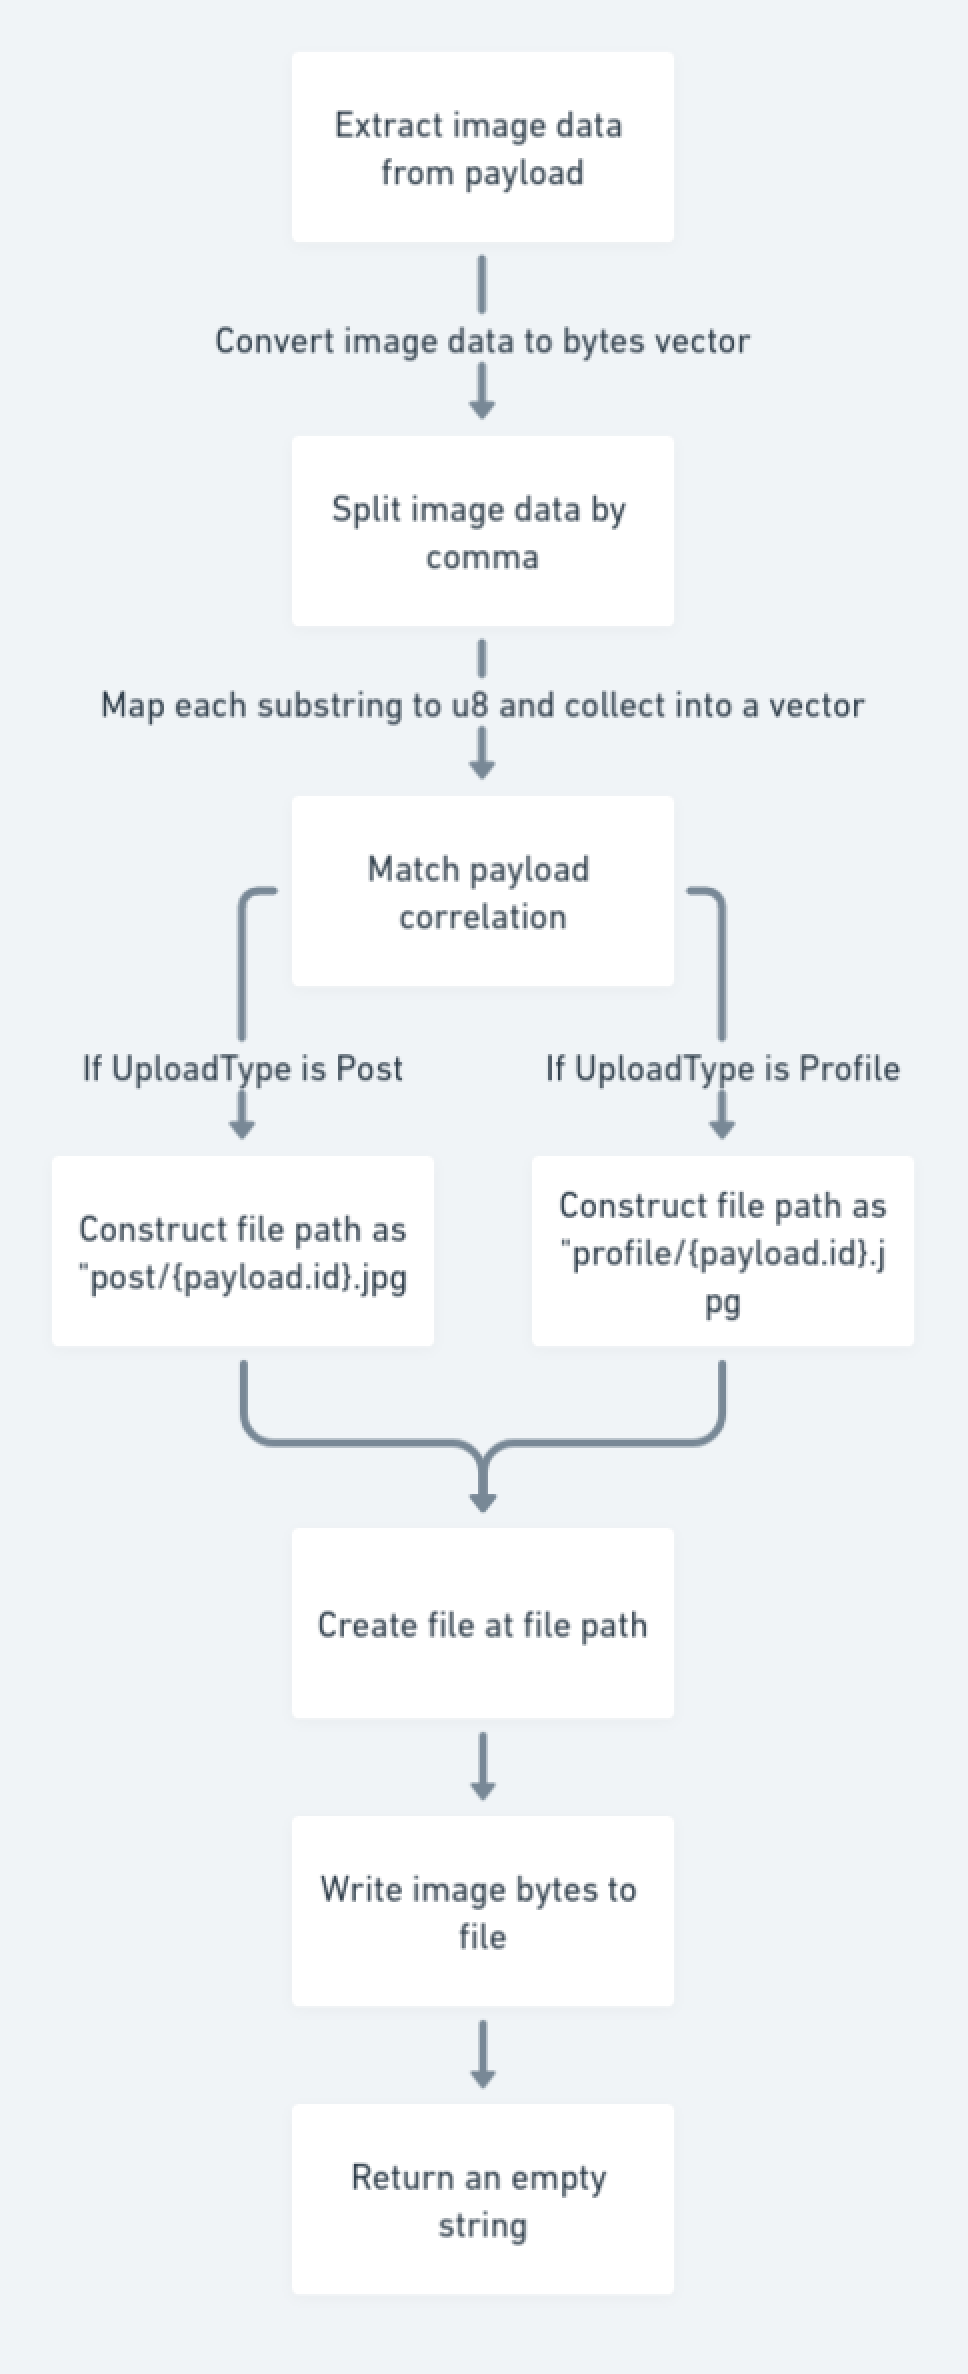 Extract image data
from payload
Convert image data to bytes vector
Split image data by
comma
Map each substring to u8 and collect into a vector
Match payload
correlation
If UploadType is Post
If UploadType is Profile
Construct file path as
"post/{payload.id}.jpg
Construct file path as
"profile/{payload.id}.j
pg
Create file at file path
Write image bytes to
file
Return an empty
string